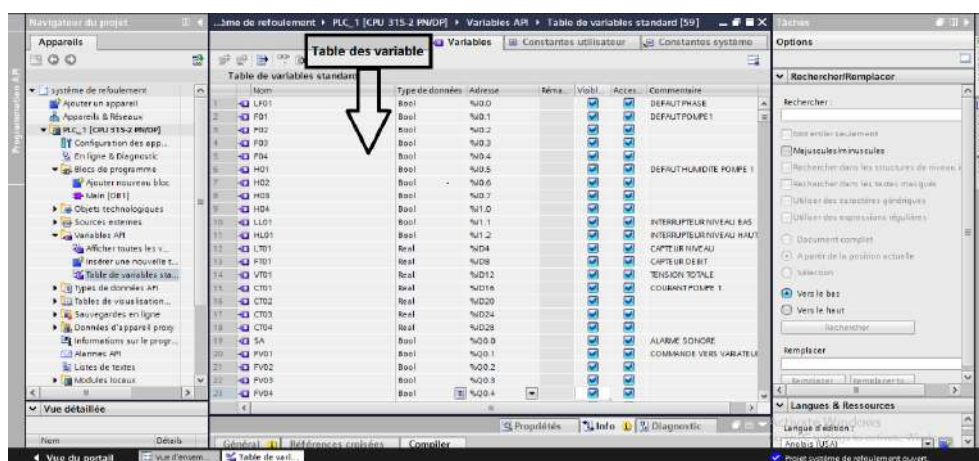 Navigateur du projet
...ème de refoulement ▸ PLC_1 [CPU 315-2 PN/DP] ▸ Variables API ▸ Table de variables standard [59]
Tâches
Appareils
Variables
Constantes utilisateur
Constantes système
Options
Table des variable
Table de variables standard
Programmation API
système de refoulement
Ajouter un appareil
Appareils & Réseaux
PLC_1 [CPU 315-2 PN/DP]
Configuration des app...
En ligne & Diagnostic
Blocs de programme
Ajouter nouveau bloc
Main [OB1]
Objets technologiques
Sources externes
Variables API
Afficher toutes les v...
Insérer une nouvelle t...
Table de variables sta...
Types de données API
Tables de visualisation...
Sauvegardes en ligne
Données d'appareil proxy
Informations sur le progr...
Alarmes API
Listes de textes
Modules locaux
Vue détaillée
Nom Détails
Nom Type de données Adresse Réma... Visibl.. Acces.. Commentaire
1 LF01 Bool %I0.0 DEFAUT PHASE
2 F01 Bool %I0.1 DEFAUT POMPE 1
3 F02 Bool %I0.2
4 F03 Bool %I0.3
5 F04 Bool %I0.4
6 H01 Bool %I0.5 DEFAUT HUMIDITE POMPE 1
7 H02 Bool %I0.6
8 H03 Bool %I0.7
9 H04 Bool %I1.0
10 LL01 Bool %I1.1 INTERRUPTEUR NIVEAU BAS
11 HL01 Bool %I1.2 INTERRUPTEUR NIVEAU HAUT
12 LT01 Real %ID4 CAPTEUR NIVEAU
13 FT01 Real %ID8 CAPTEUR DEBIT
14 VT01 Real %ID12 TENSION TOTALE
15 CT01 Real %ID16 COURANT POMPE 1
16 CT02 Real %ID20
17 CT03 Real %ID24
18 CT04 Real %ID28
19 SA Bool %Q0.0 ALARME SONORE
20 PV01 Bool %Q0.1 COMMANDE VERS VARIATEU
21 PV02 Bool %Q0.2
22 PV03 Bool %Q0.3
23 PV04 Bool %Q0.4
Rechercher/Remplacer
Rechercher :
Mot entier seulement
Majuscules/minuscules
Rechercher dans les structures de niveau
Rechercher dans les textes masqués
Utiliser des caractères génériques
Utiliser des expressions régulières
Document complet
A partir de la position actuelle
Sélection
Vers le bas
Vers le haut
Rechercher
Remplacer
Remplacer
Langues & Ressources
Langue d'édition :
Anglais (USA)
Propriétés
Info
Diagnostic
Général
Références croisées
Compiler
Vue du portail
Vue d'ensem...
Table de vari...
Projet système de refoulement ouvert.